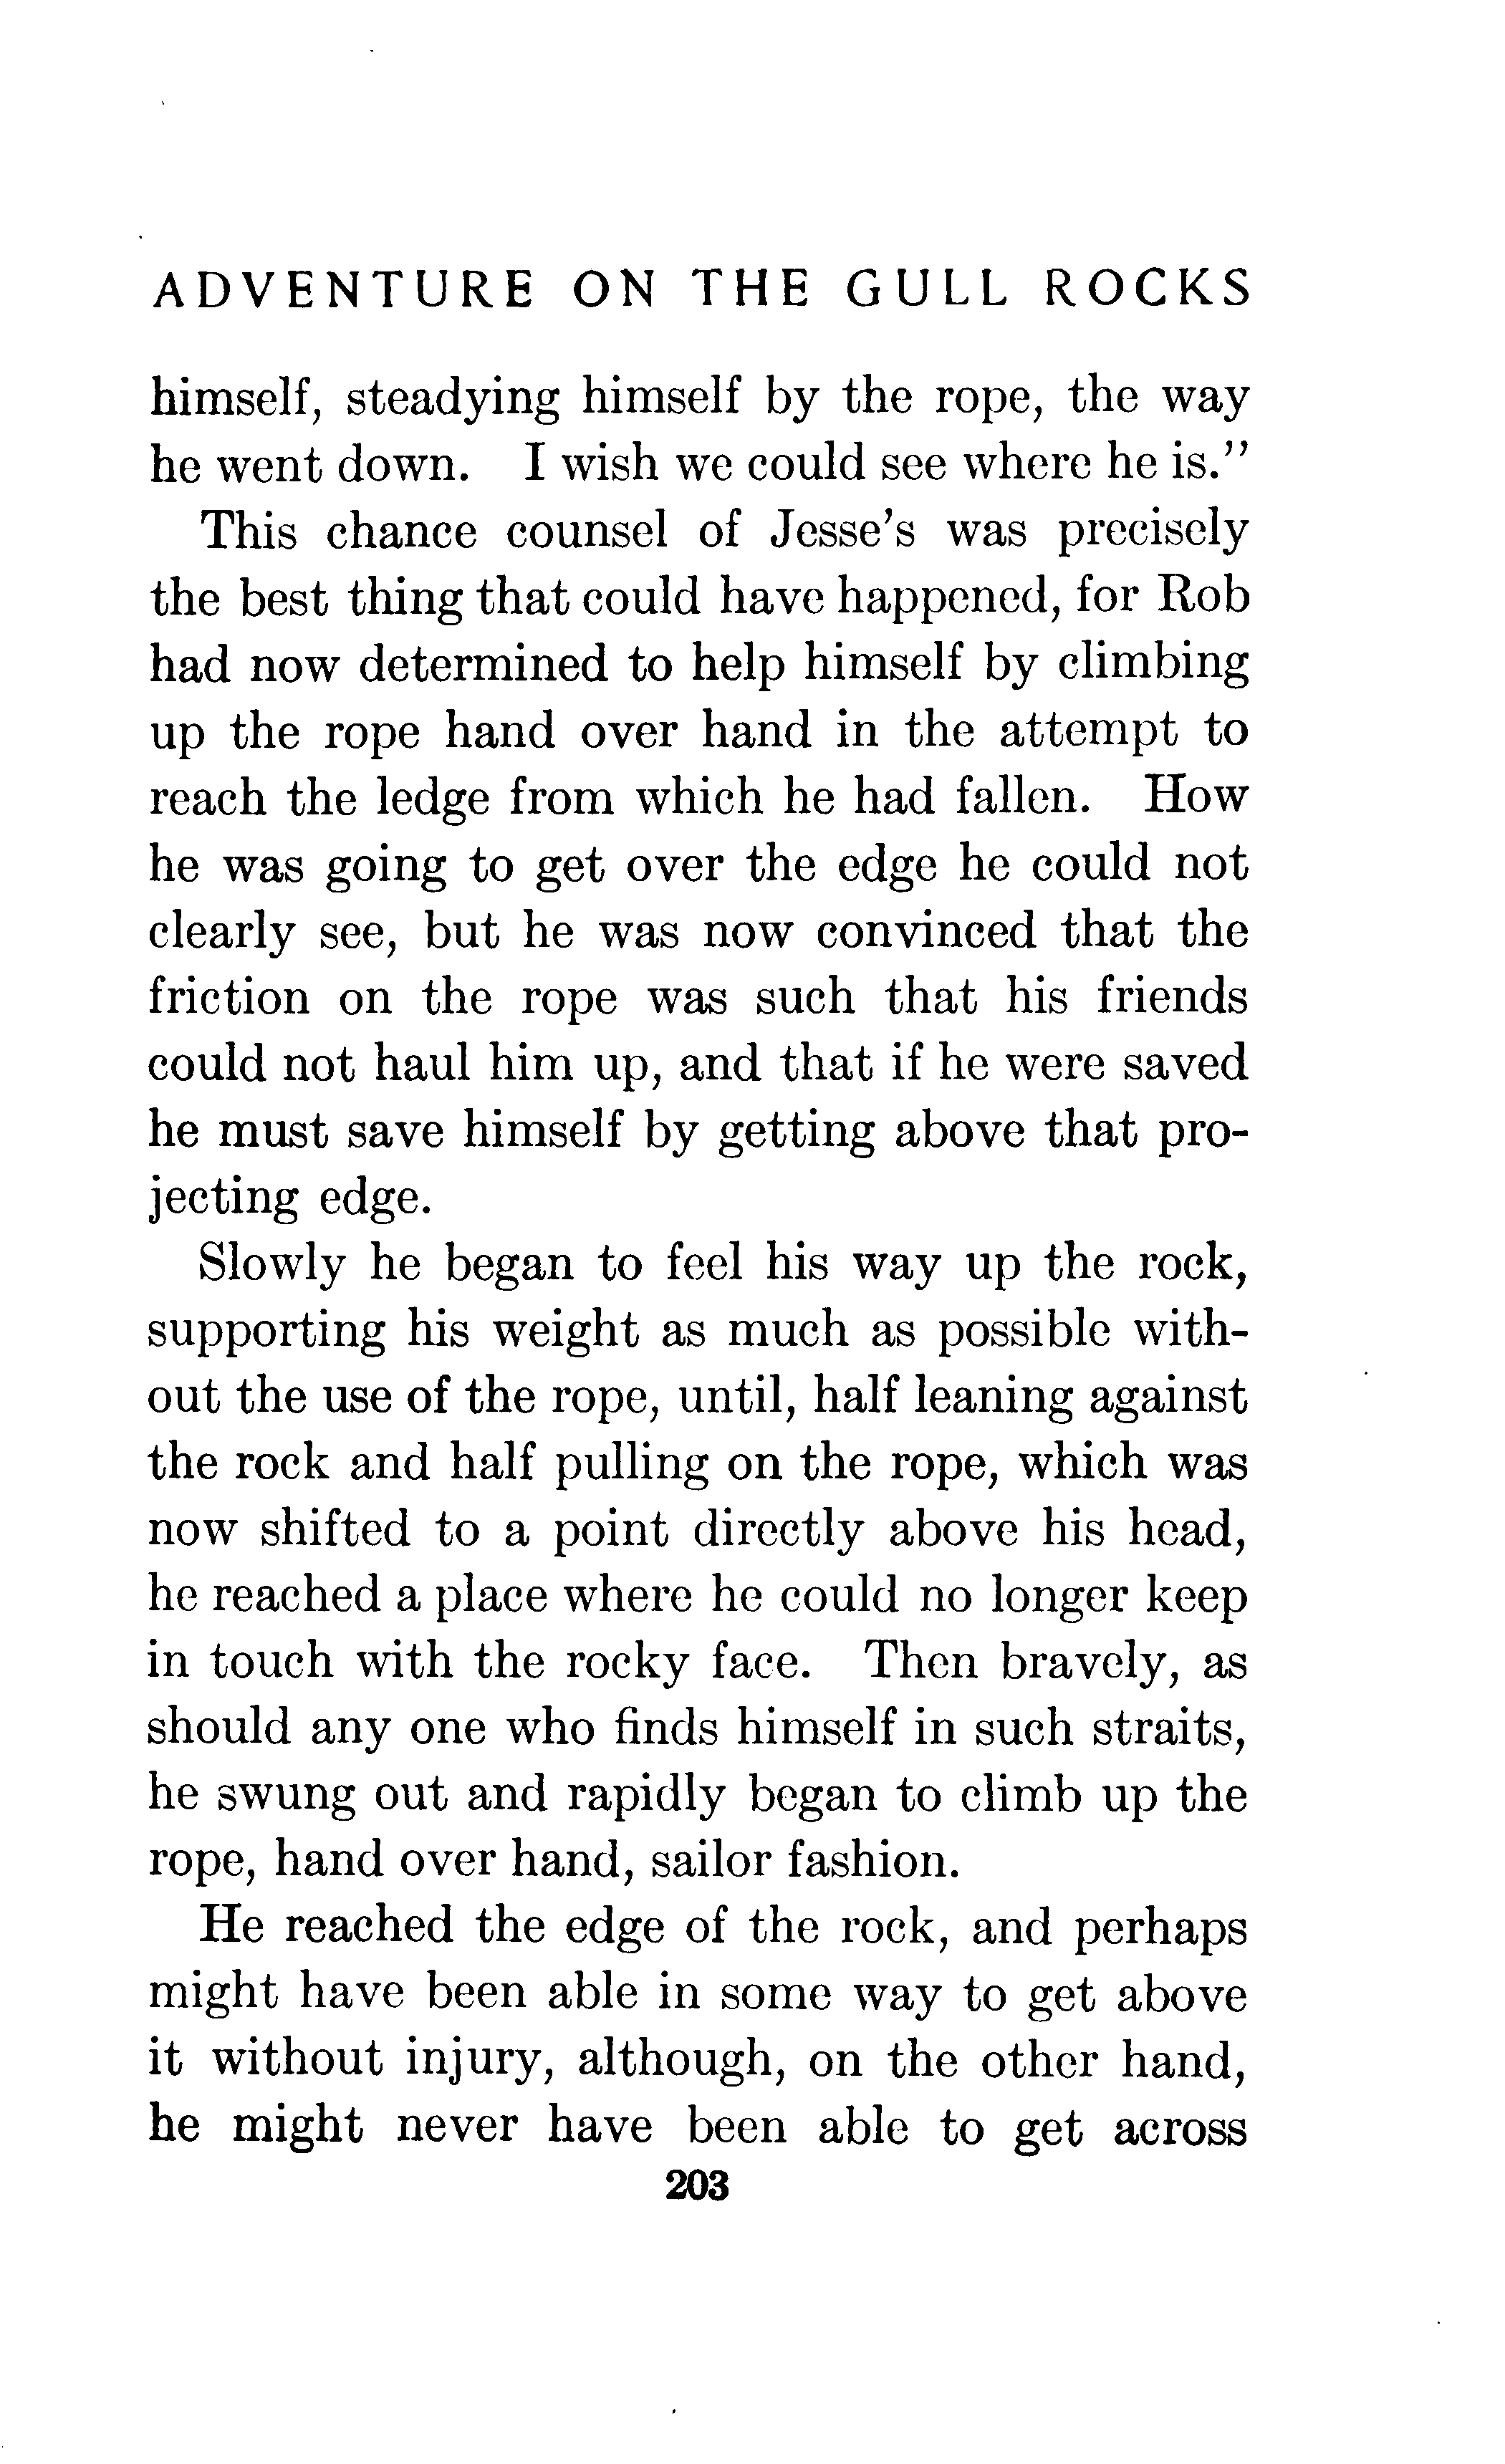 ADVENTURE ON THE GULL ROCKS
himself, steadying himself by the rope, the way
he went down. I wish we could see where he is."
This chance counsel of Jesse's was precisely
the best thing that could have happened, for Rob
had now determined to help himself by climbing
up the rope hand over hand in the attempt to
reach the ledge from which he had fallen. How
he was going to get over the edge he could not
clearly see, but he was now convinced that the
friction on the rope was such that his friends
could not haul him up, and that if he were saved
he must save himself by getting above that pro-
jecting edge.
Slowly he began to feel his way up the rock,
supporting his weight as much as possible with-
out the use of the rope, until, half leaning against
the rock and half pulling on the rope, which was
now shifted to a point directly above his head,
he reached a place where he could no longer keep
in touch with the rocky face. Then bravely, as
should any one who finds himself in such straits,
he swung out and rapidly began to climb up the
rope, hand over hand, sailor fashion.
He reached the edge of the rock, and perhaps
might have been able in some way to get above
it without injury, although, on the other hand,
he might never have been able to get across
203